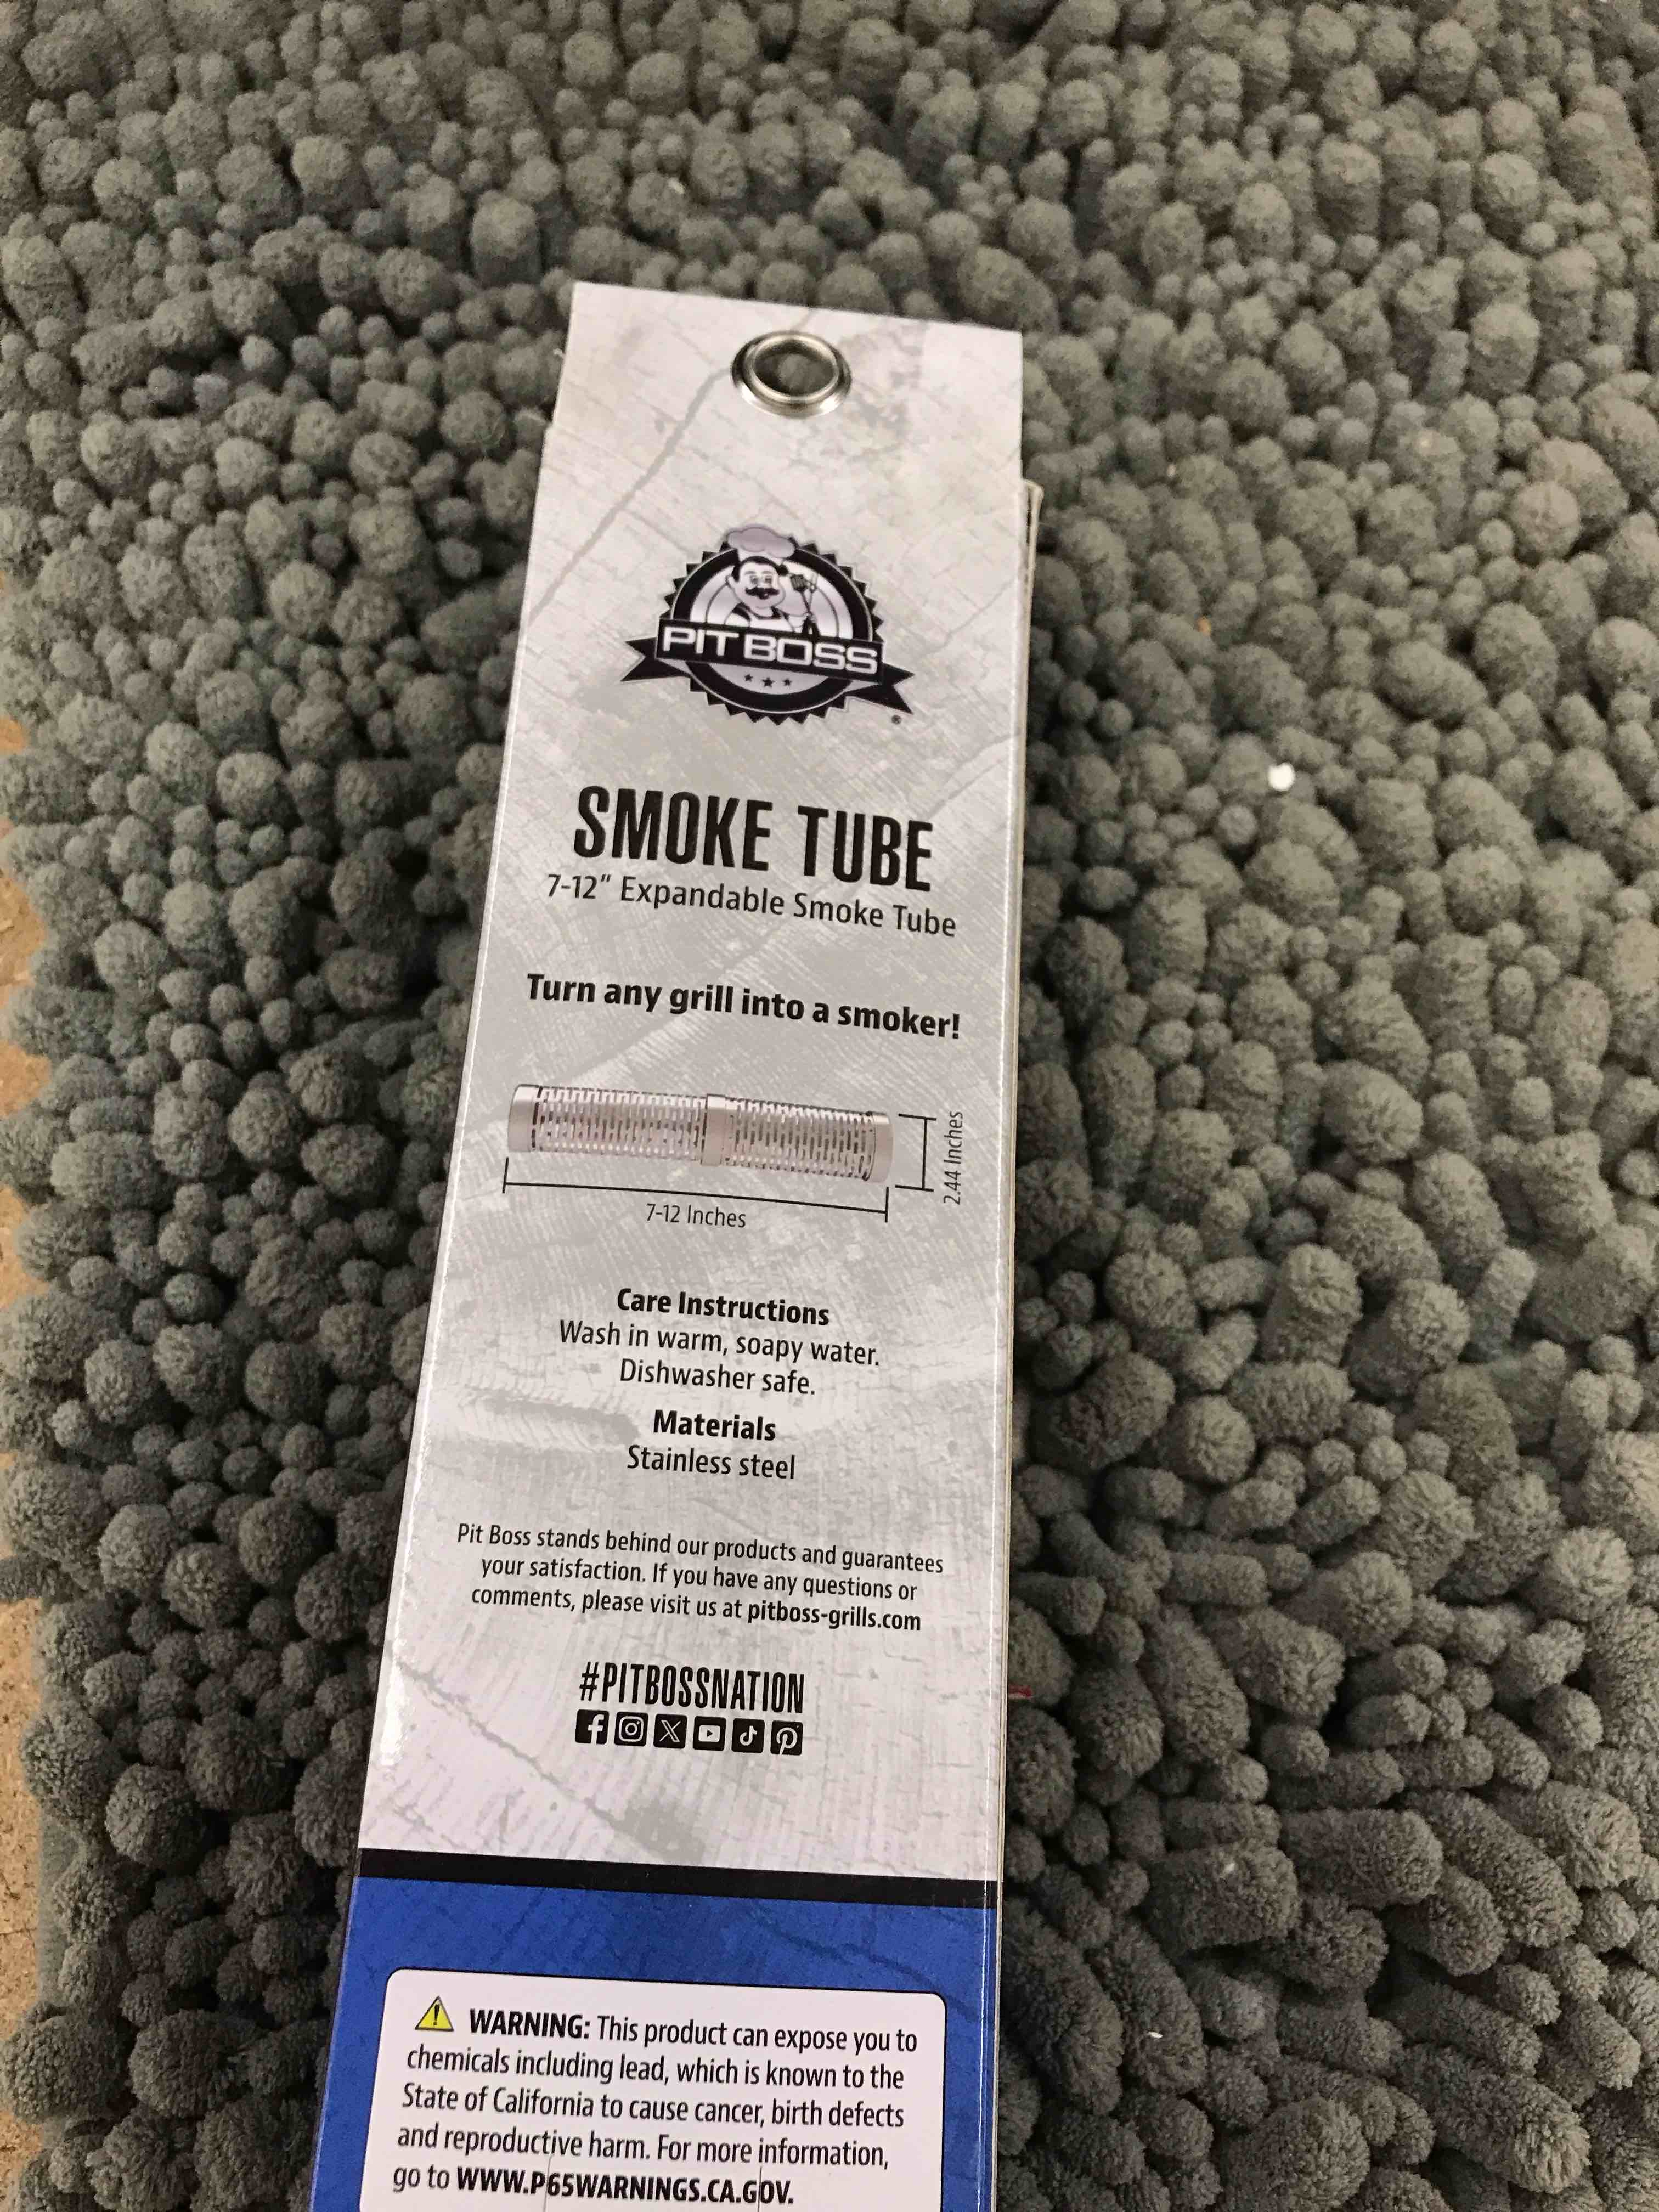 PIT BOSS
SMOKE TUBE
7-12" Expandable Smoke Tube
Turn any grill into a smoker!
2.44 Inches
7-12 Inches
Care Instructions
Wash in warm, soapy water.
Dishwasher safe.
Materials
Stainless steel
Pit Boss stands behind our products and guarantees
your satisfaction. If you have any questions or
comments, please visit us at pitboss-grills.com
#PITBOSSNATION
WARNING: This product can expose you to
chemicals including lead, which is known to the
State of California to cause cancer, birth defects
and reproductive harm. For more information,
go to WWW.P65WARNINGS.CA.GOV.